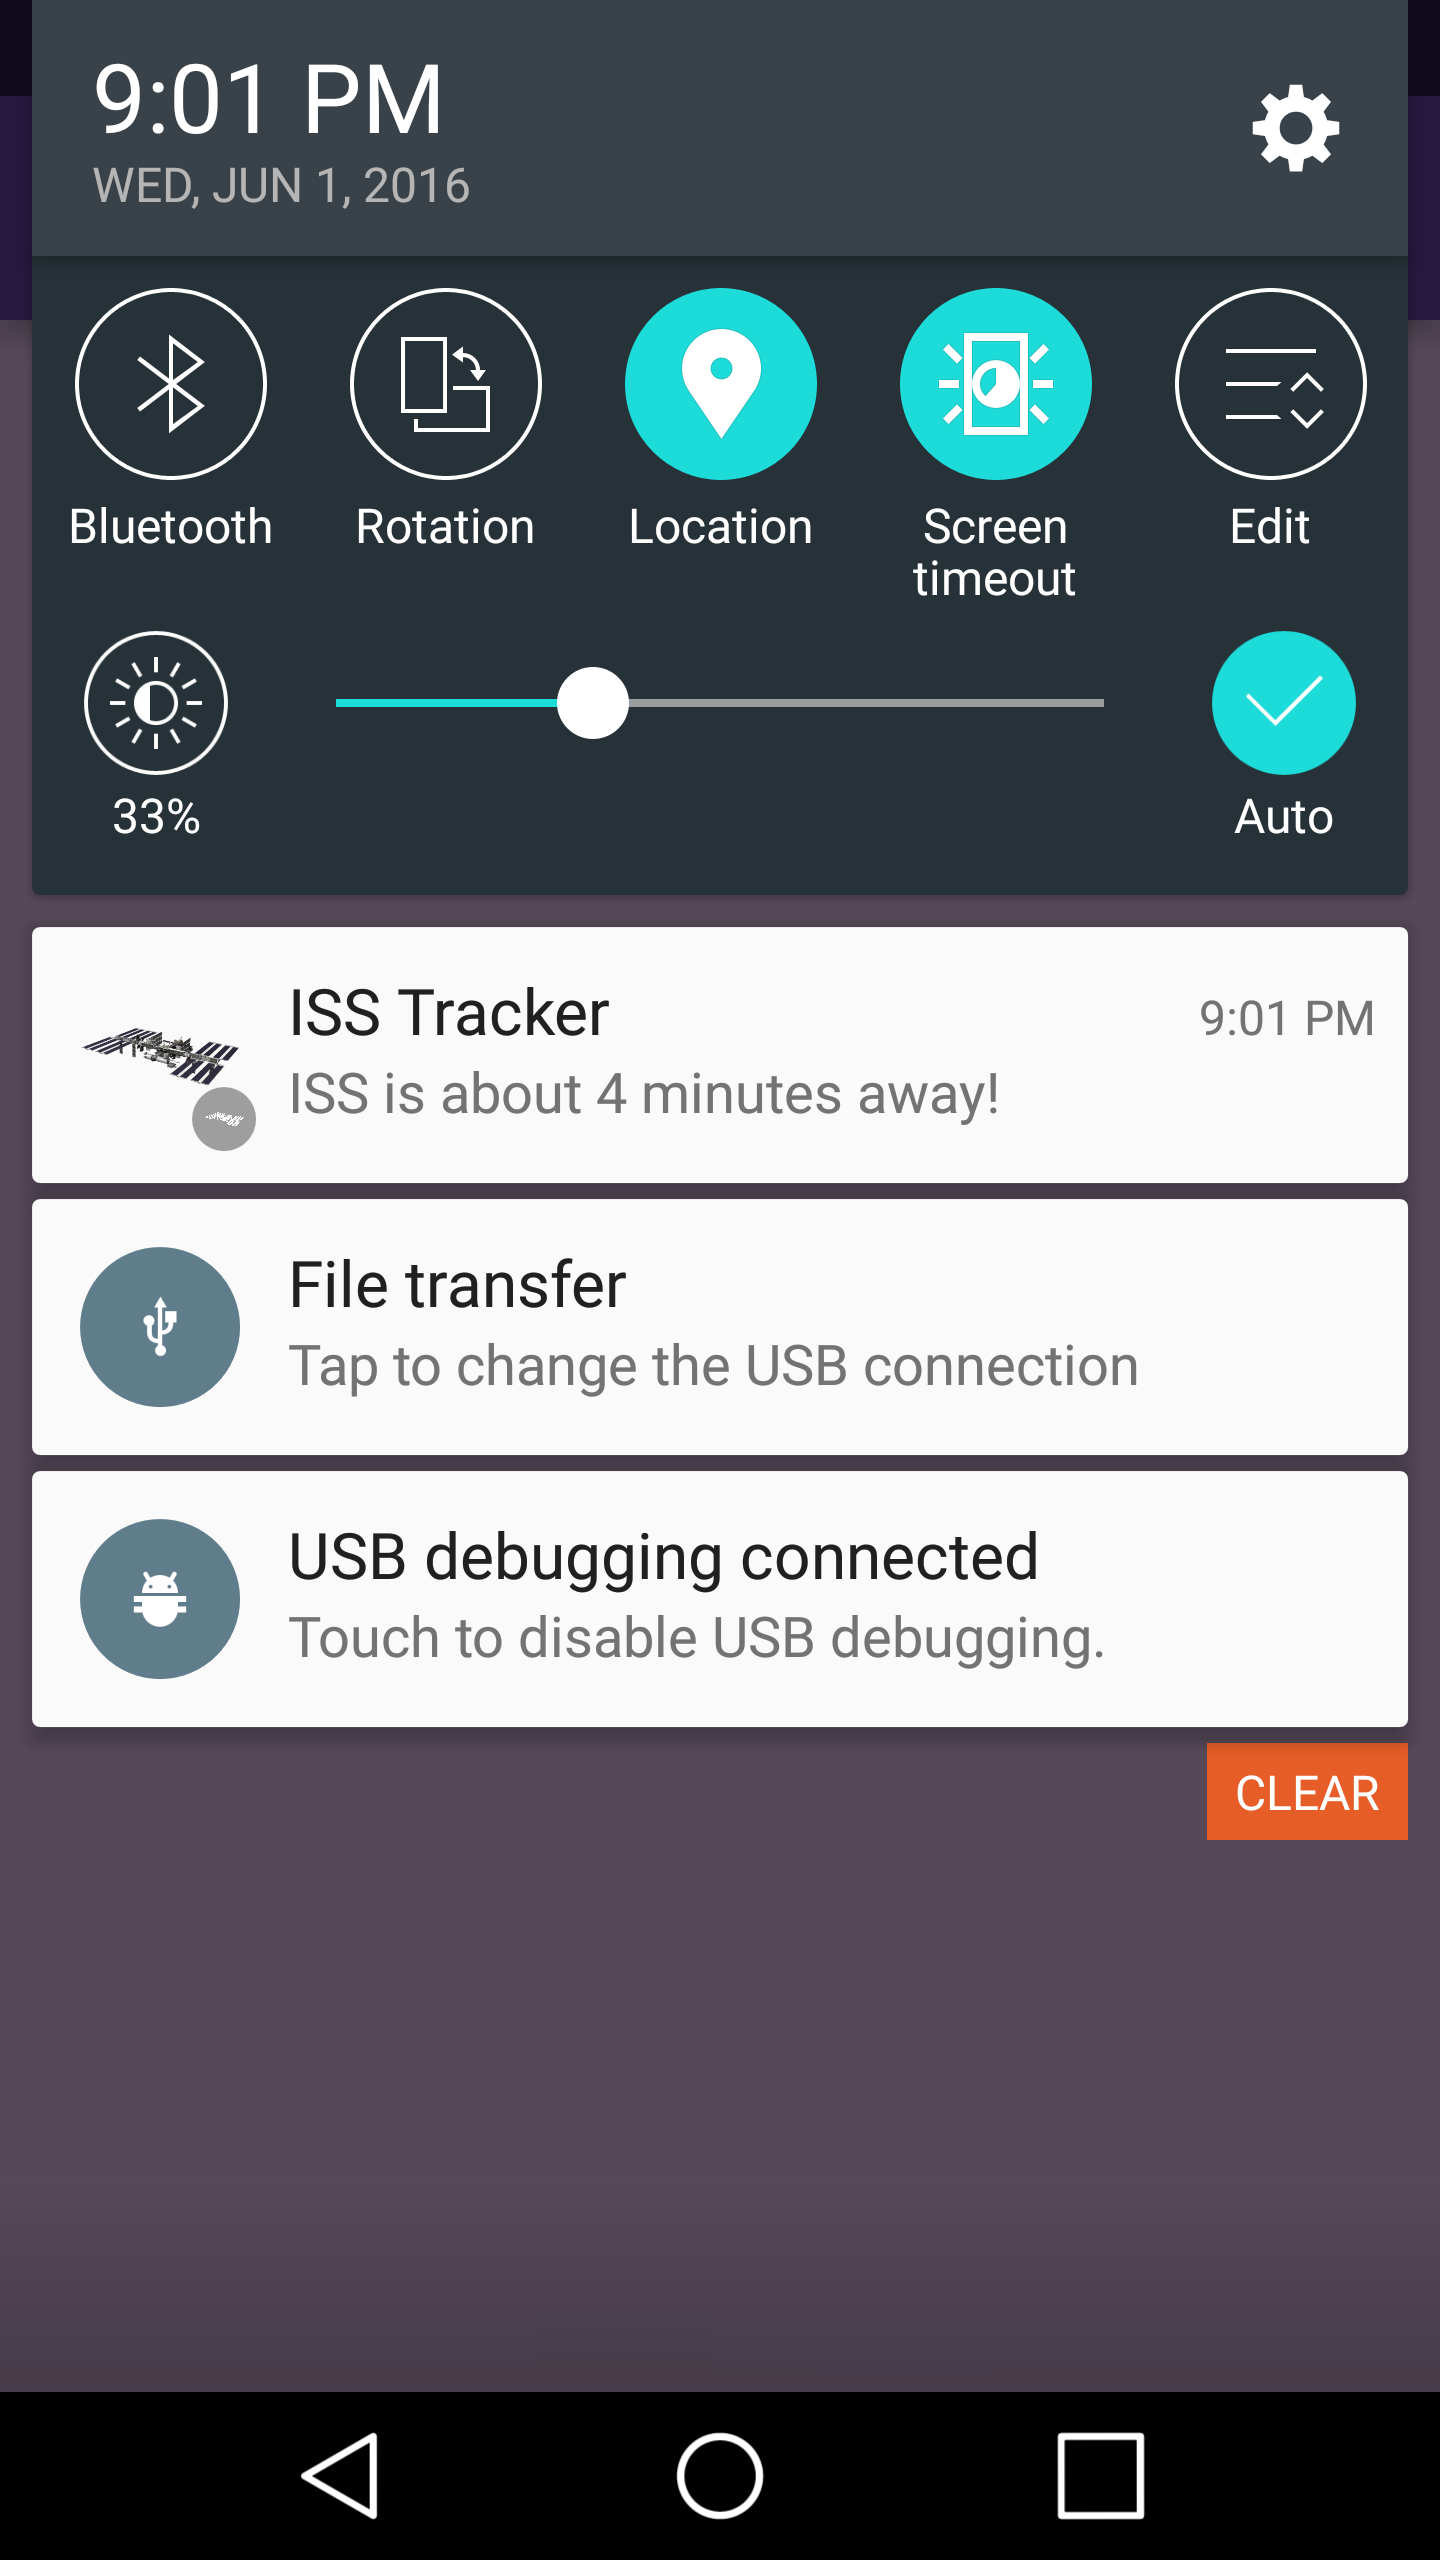 9:01 PM
WED, JUN 1, 2016
Bluetooth
Rotation
Location
Screen
timeout
Edit
33%
Auto
ISS Tracker
9:01 PM
ISS is about 4 minutes away!
File transfer
Tap to change the USB connection
USB debugging connected
Touch to disable USB debugging.
CLEAR